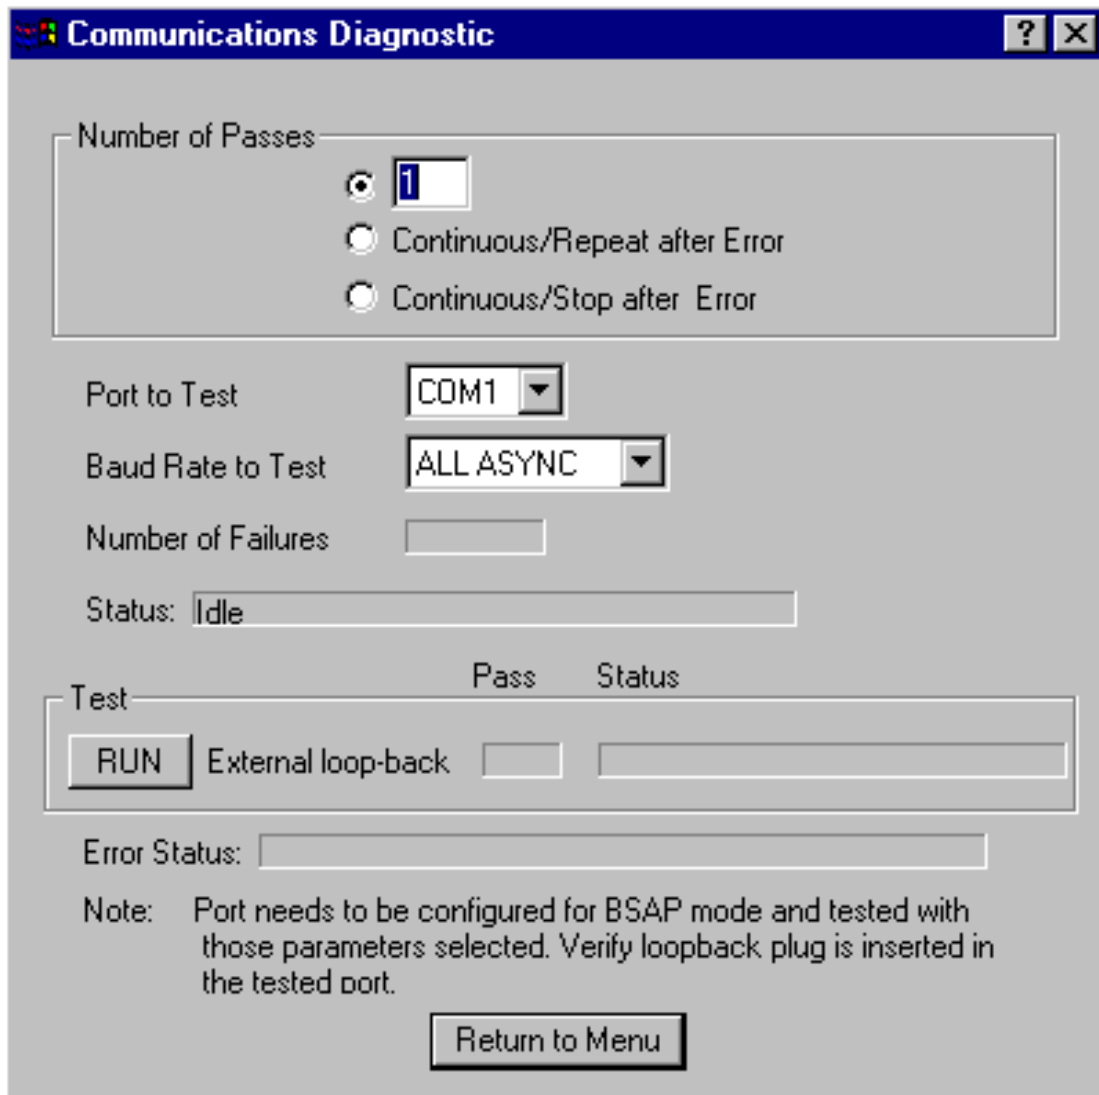 Communications Diagnostic
Number of Passes
1
Continuous/Repeat after Error
Continuous/Stop after Error
Port to Test COM1
Baud Rate to Test ALL ASYNC
Number of Failures
Status: Idle
Pass Status
Test
RUN External loop-back
Error Status:
Note: Port needs to be configured for BSAP mode and tested with
those parameters selected. Verify loopback plug is inserted in
the tested port.
Return to Menu